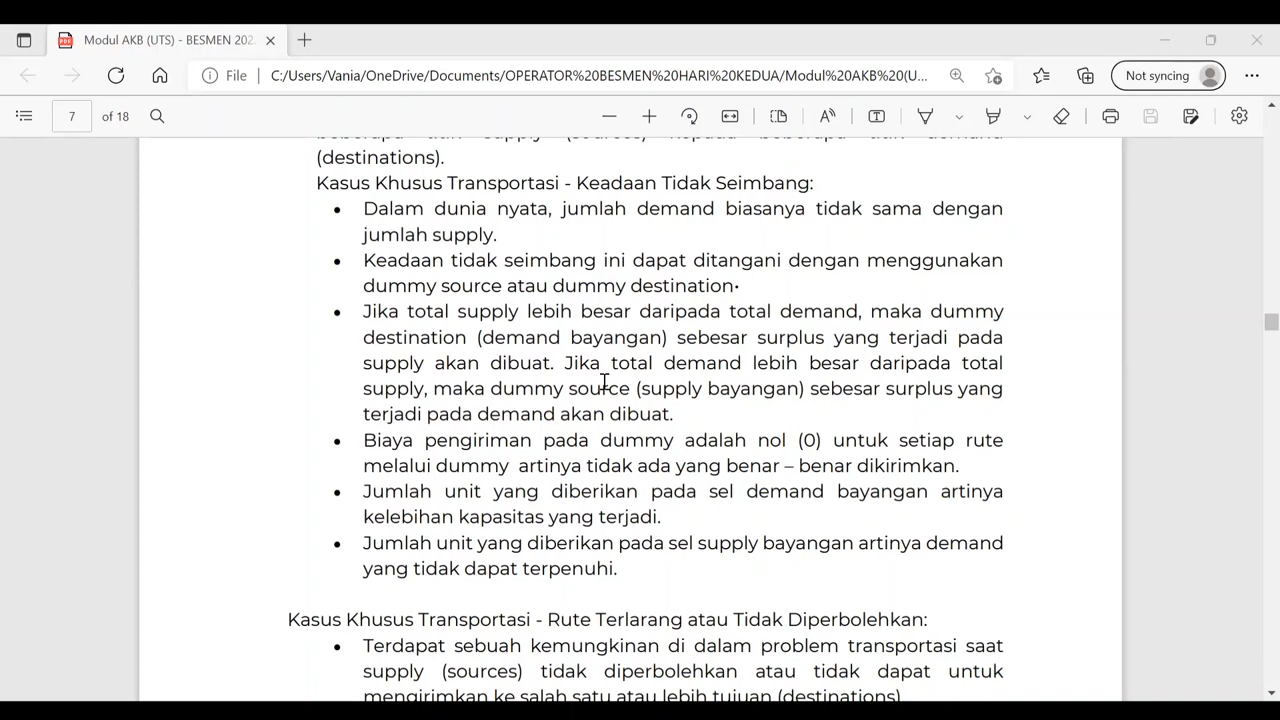 Modul AKB (UTS) - BESMEN 202
File
C:/Users/Vania/OneDrive/Documents/OPERATOR%20BESMEN%20HARI%20KEDUA/Modul%20AKB%20(U...
Not syncing
7 of 18
(destinations).
Kasus Khusus Transportasi - Keadaan Tidak Seimbang:
• Dalam dunia nyata, jumlah demand biasanya tidak sama dengan
jumlah supply.
• Keadaan tidak seimbang ini dapat ditangani dengan menggunakan
dummy source atau dummy destination•
• Jika total supply lebih besar daripada total demand, maka dummy
destination (demand bayangan) sebesar surplus yang terjadi pada
supply akan dibuat. Jika total demand lebih besar daripada total
supply, maka dummy source (supply bayangan) sebesar surplus yang
terjadi pada demand akan dibuat.
• Biaya pengiriman pada dummy adalah nol (0) untuk setiap rute
melalui dummy  artinya tidak ada yang benar – benar dikirimkan.
• Jumlah unit yang diberikan pada sel demand bayangan artinya
kelebihan kapasitas yang terjadi.
• Jumlah unit yang diberikan pada sel supply bayangan artinya demand
yang tidak dapat terpenuhi.
Kasus Khusus Transportasi - Rute Terlarang atau Tidak Diperbolehkan:
• Terdapat sebuah kemungkinan di dalam problem transportasi saat
supply (sources) tidak diperbolehkan atau tidak dapat untuk
mengirimkan ke salah satu atau lebih tujuan (destinations)